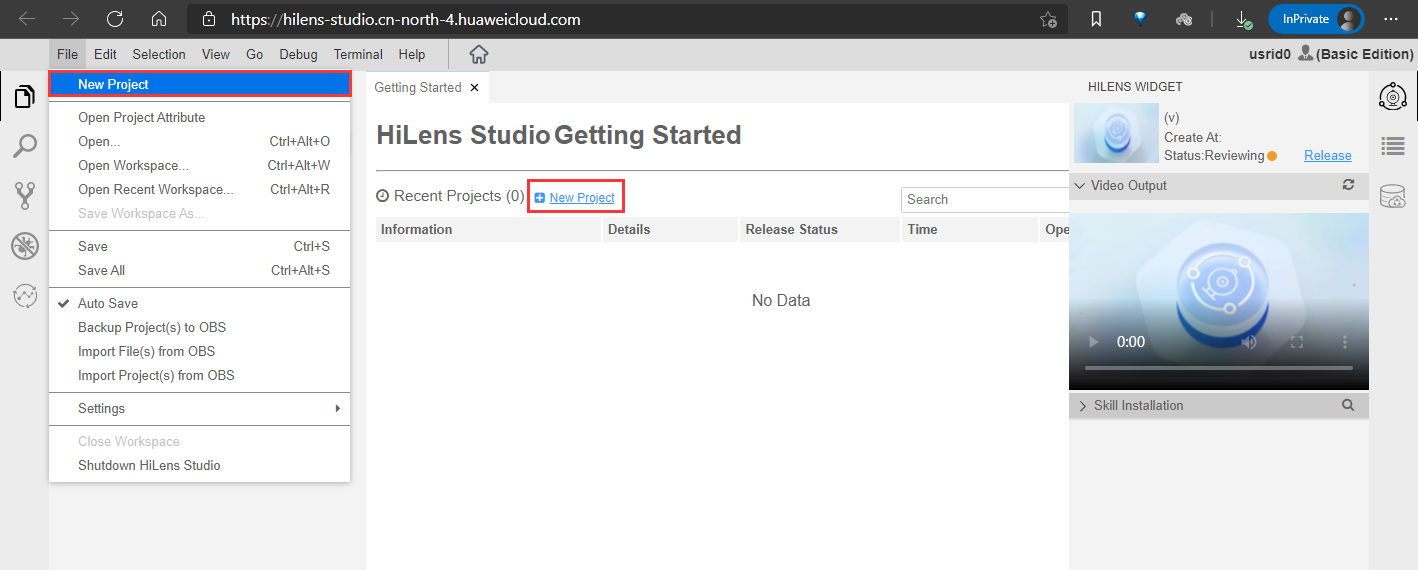 https://hilens-studio.cn-north-4.huaweicloud.com
InPrivate
File Edit Selection View Go Debug Terminal Help
usrid0 (Basic Edition)
New Project
Open Project Attribute
Open... Ctrl+Alt+O
Open Workspace... Ctrl+Alt+W
Open Recent Workspace... Ctrl+Alt+R
Save Workspace As...
Save Ctrl+S
Save All Ctrl+Alt+S
Auto Save
Backup Project(s) to OBS
Import File(s) from OBS
Import Project(s) from OBS
Settings
Close Workspace
Shutdown HiLens Studio
Getting Started
HiLens Studio Getting Started
Recent Projects (0) New Project
Search
Information Details Release Status Time Ope
No Data
HILENS WIDGET
(v)
Create At:
Status:Reviewing Release
Video Output
0:00
Skill Installation